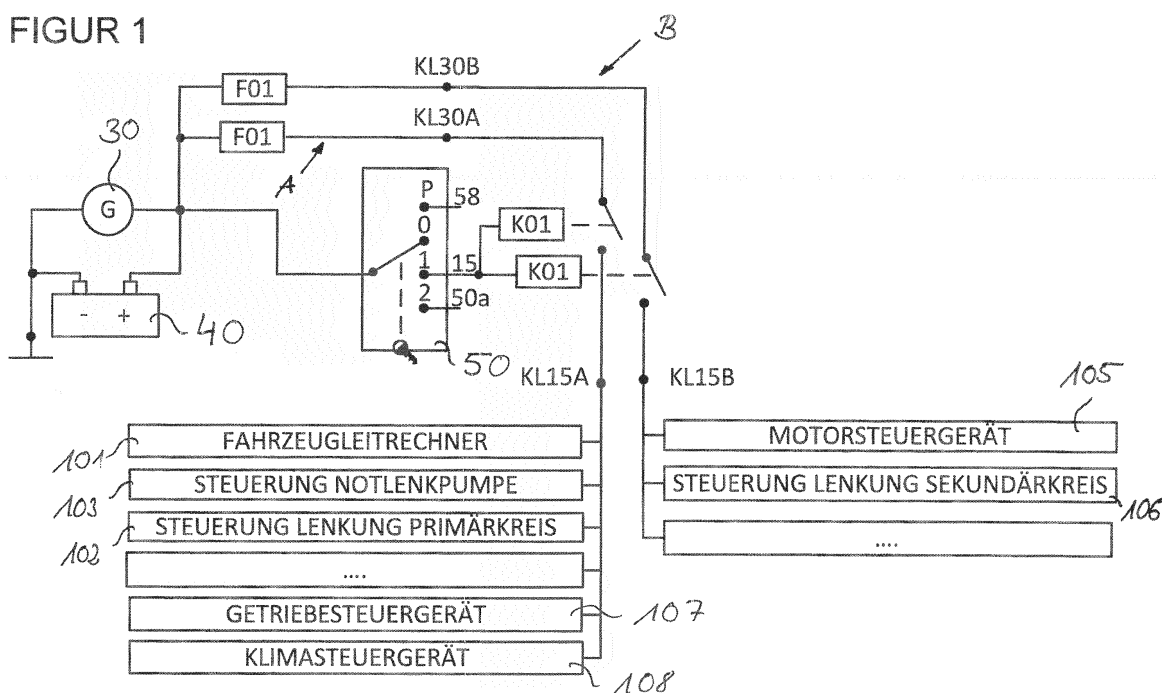 FIGUR 1
B
KL30B
F01
KL30A
F01
30
A
G
P
58
0
K01
1
15
K01
2
50a
- +
40
50
KL15A
KL15B
105
FAHRZEUGLEITRECHNER
MOTORSTEUERGERÄT
101
STEUERUNG NOTLENKPUMPE
STEUERUNG LENKUNG SEKUNDÄRKREIS
103
106
STEUERUNG LENKUNG PRIMÄRKREIS
102
....
....
GETRIEBESTEUERGERÄT
107
KLIMASTEUERGERÄT
108